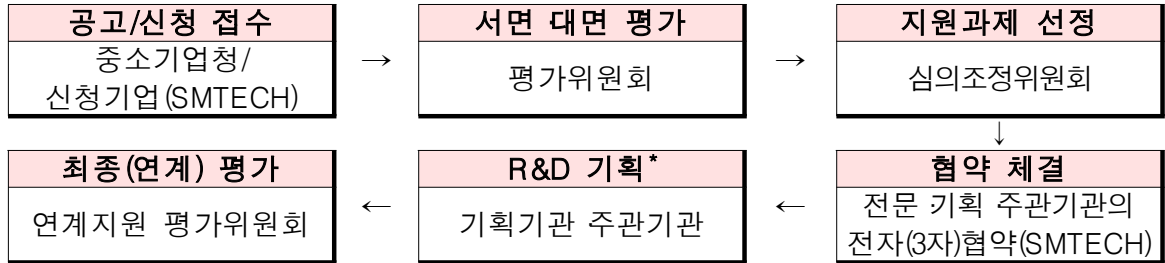 공고/신청 접수
중소기업청/
신청기업(SMTECH)
→
서면 대면 평가
평가위원회
→
지원과제 선정
심의조정위원회
↓
협약 체결
전문 기획 주관기관의
전자(3자)협약(SMTECH)
←
R&D 기획*
기획기관 주관기관
←
최종(연계) 평가
연계지원 평가위원회